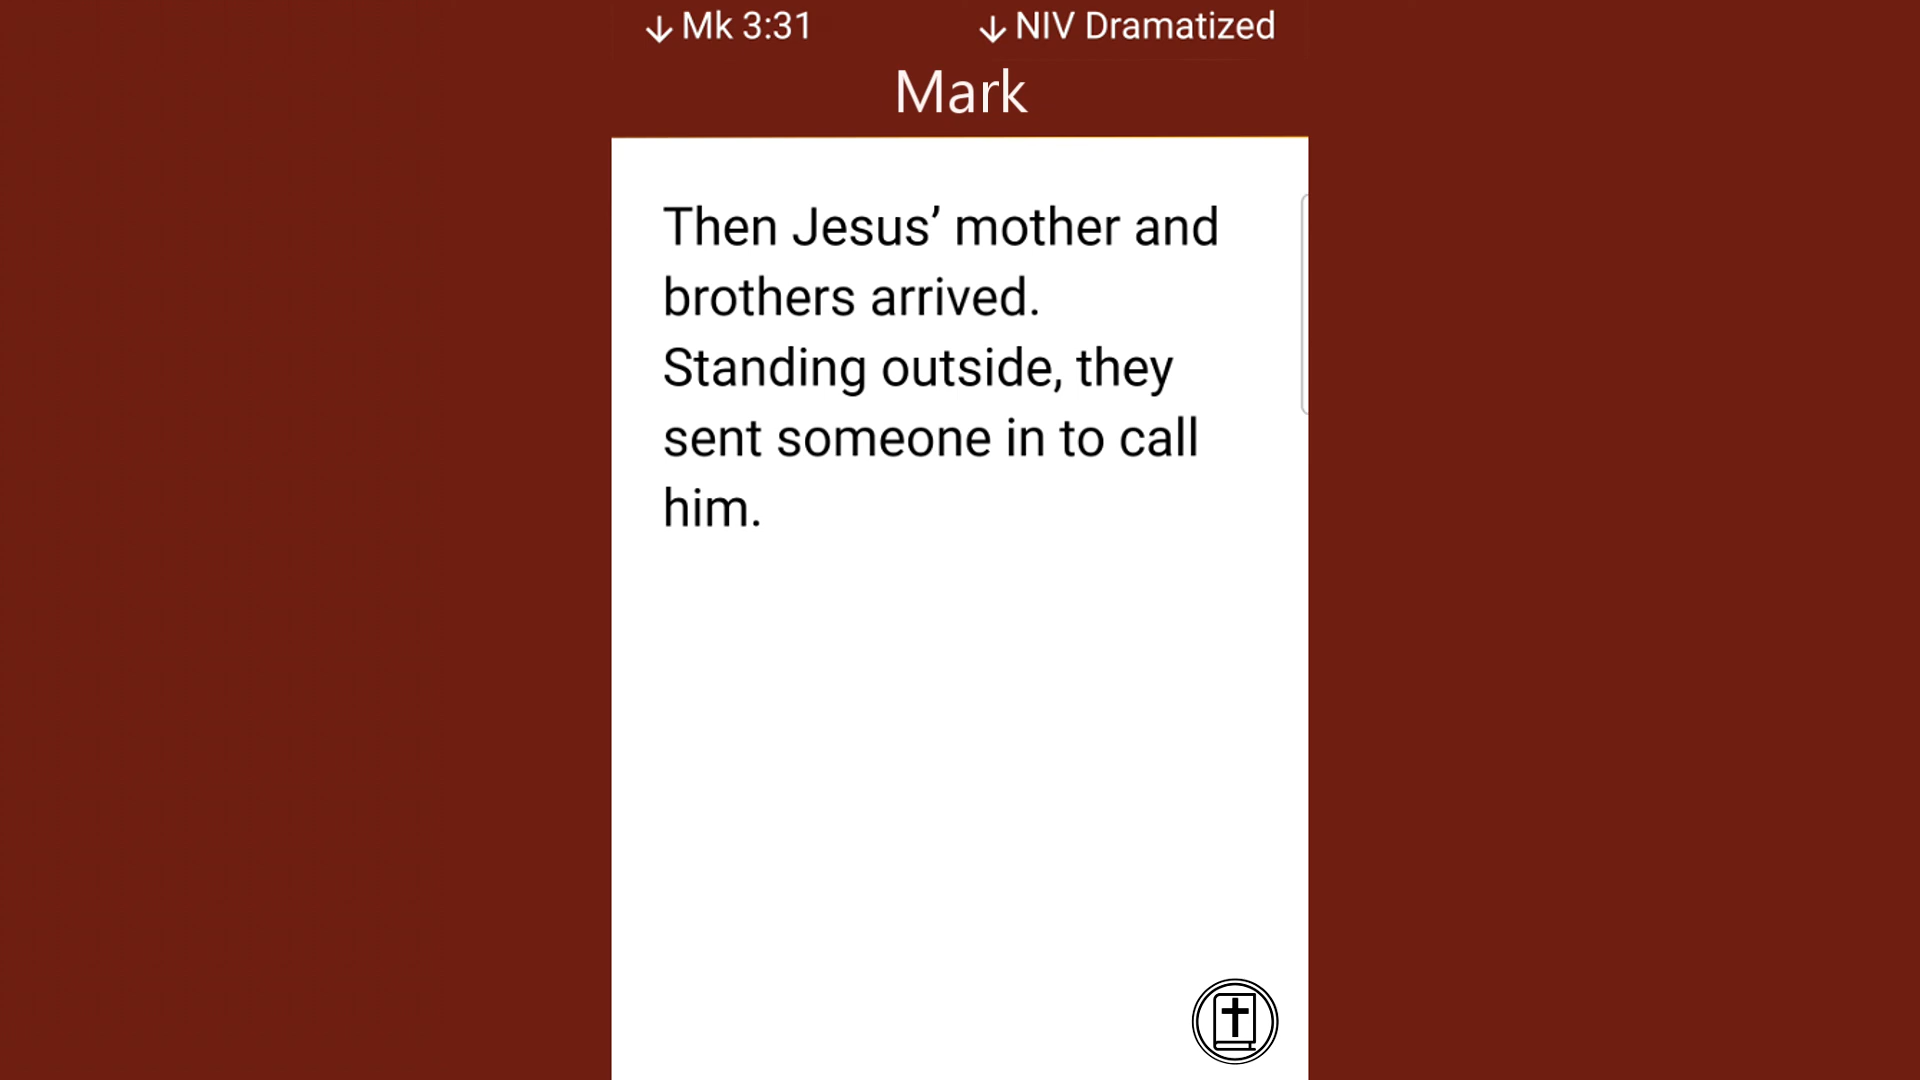 ↓ Mk 3:31 ↓ NIV Dramatized
Mark
Then Jesus’ mother and
brothers arrived.
Standing outside, they
sent someone in to call
him.